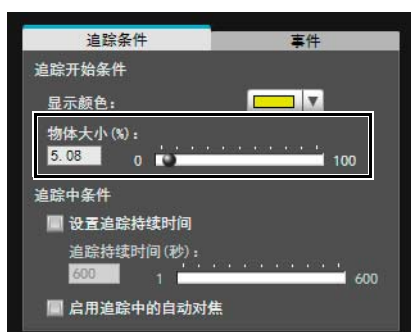 追踪条件 事件
追踪开始条件
显示颜色：
物体大小(%)：
5.08 0 100
追踪中条件
设置追踪持续时间
追踪持续时间(秒)：
600 1 600
启用追踪中的自动对焦